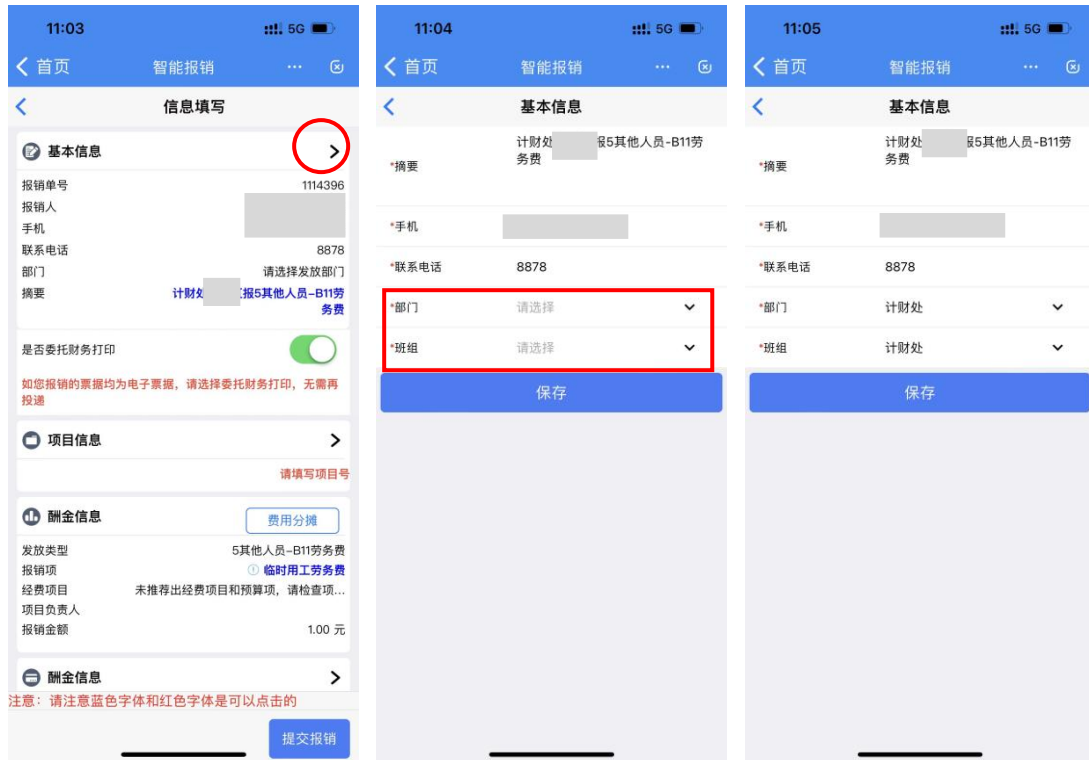 11:03
5G
首页
智能报销
信息填写
基本信息
报销单号
1114396
报销人
手机
联系电话
8878
部门
请选择发放部门
摘要
计财处
报5其他人员-B11劳
务费
是否委托财务打印
如您报销的票据均为电子票据，请选择委托财务打印，无需再
投递
项目信息
请填写项目号
酬金信息
费用分摊
发放类型
5其他人员-B11劳务费
报销项
临时用工劳务费
经费项目
未推荐出经费项目和预算项，请检查项...
项目负责人
报销金额
1.00 元
酬金信息
注意：请注意蓝色字体和红色字体是可以点击的
提交报销
11:04
5G
首页
智能报销
基本信息
*摘要
计财处
报5其他人员-B11劳
务费
*手机
*联系电话
8878
*部门
请选择
*班组
请选择
保存
11:05
5G
首页
智能报销
基本信息
*摘要
计财处
报5其他人员-B11劳
务费
*手机
*联系电话
8878
*部门
计财处
*班组
计财处
保存